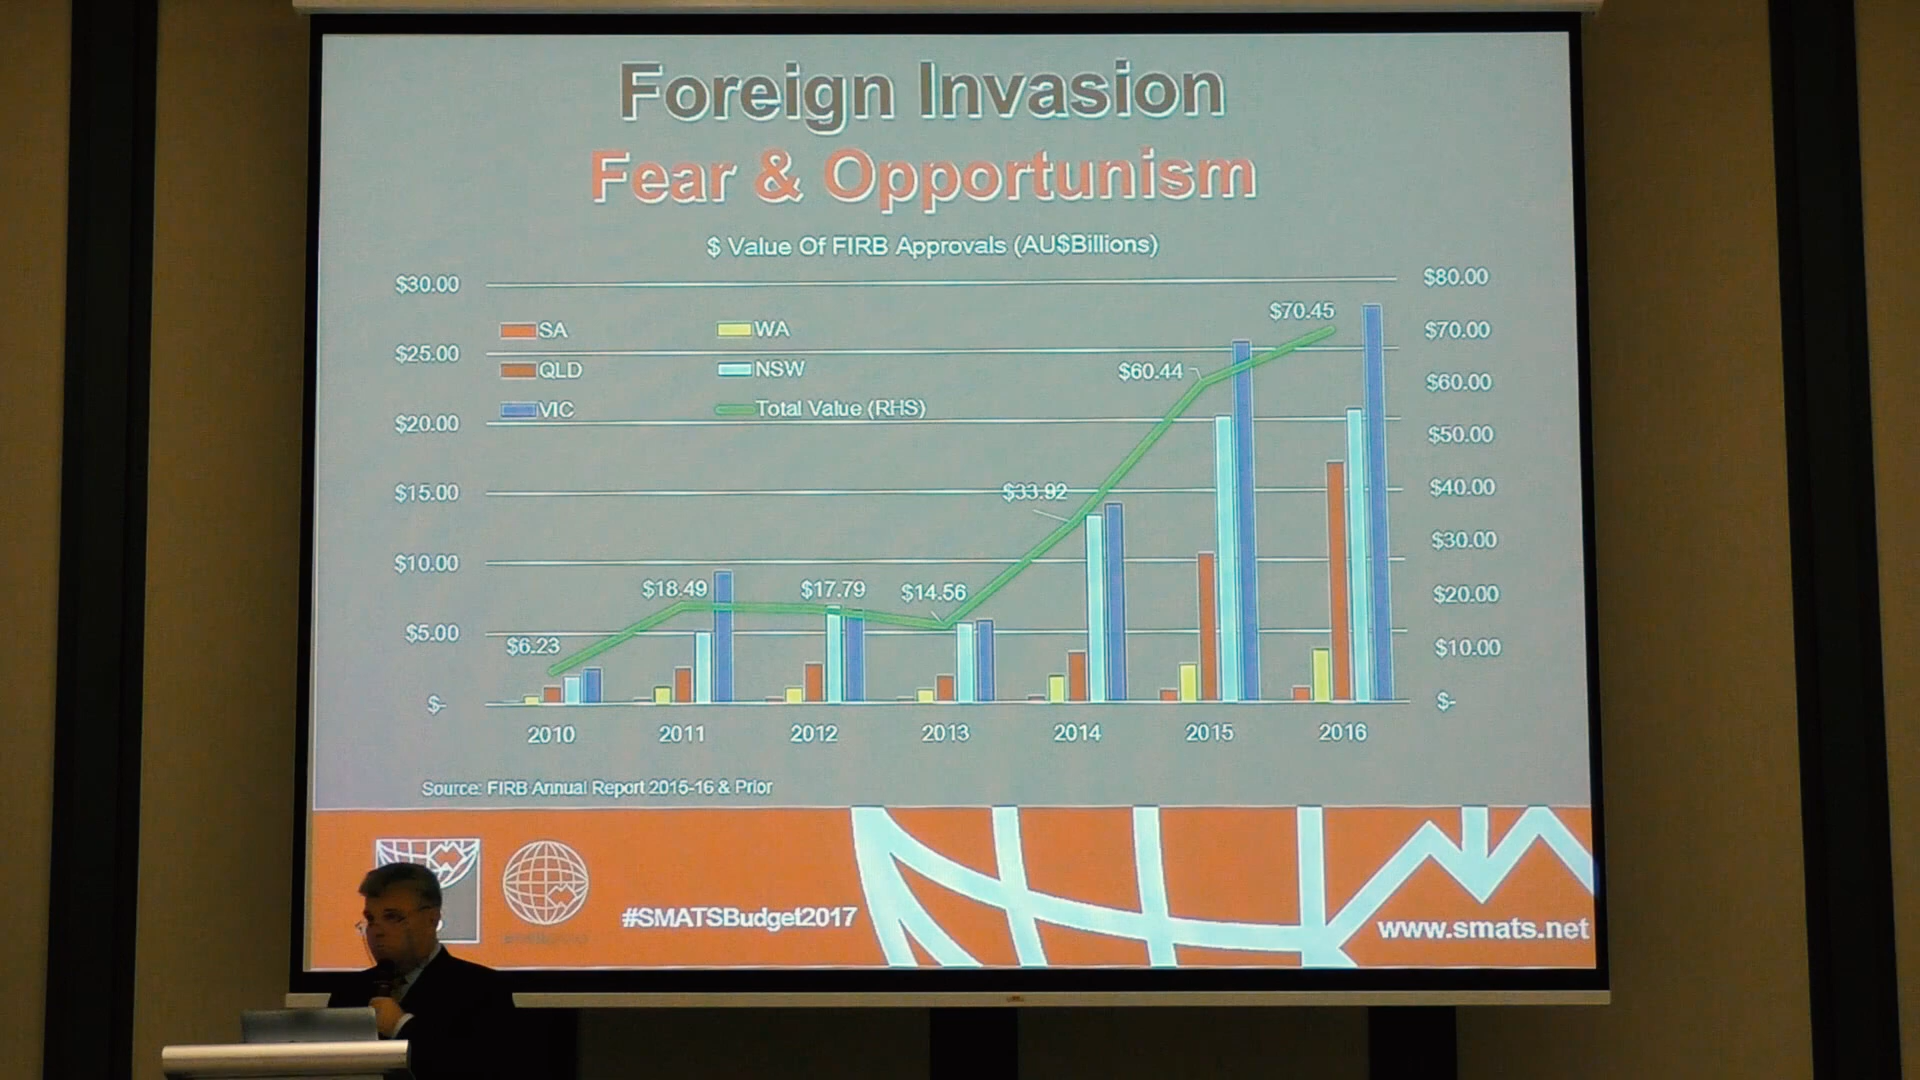 Foreign Invasion
Fear & Opportunism
$ Value Of FIRB Approvals (AU$Billions)
$30.00
$25.00
$20.00
$15.00
$10.00
$5.00
$-
SA
WA
QLD
NSW
VIC
Total Value (RHS)
$6.23
$18.49
$17.79
$14.56
$33.92
$60.44
$70.45
$80.00
$70.00
$60.00
$50.00
$40.00
$30.00
$20.00
$10.00
$-
2010 2011 2012 2013 2014 2015 2016
Source: FIRB Annual Report 2015-16 & Prior
#SMATSBudget2017
www.smats.net